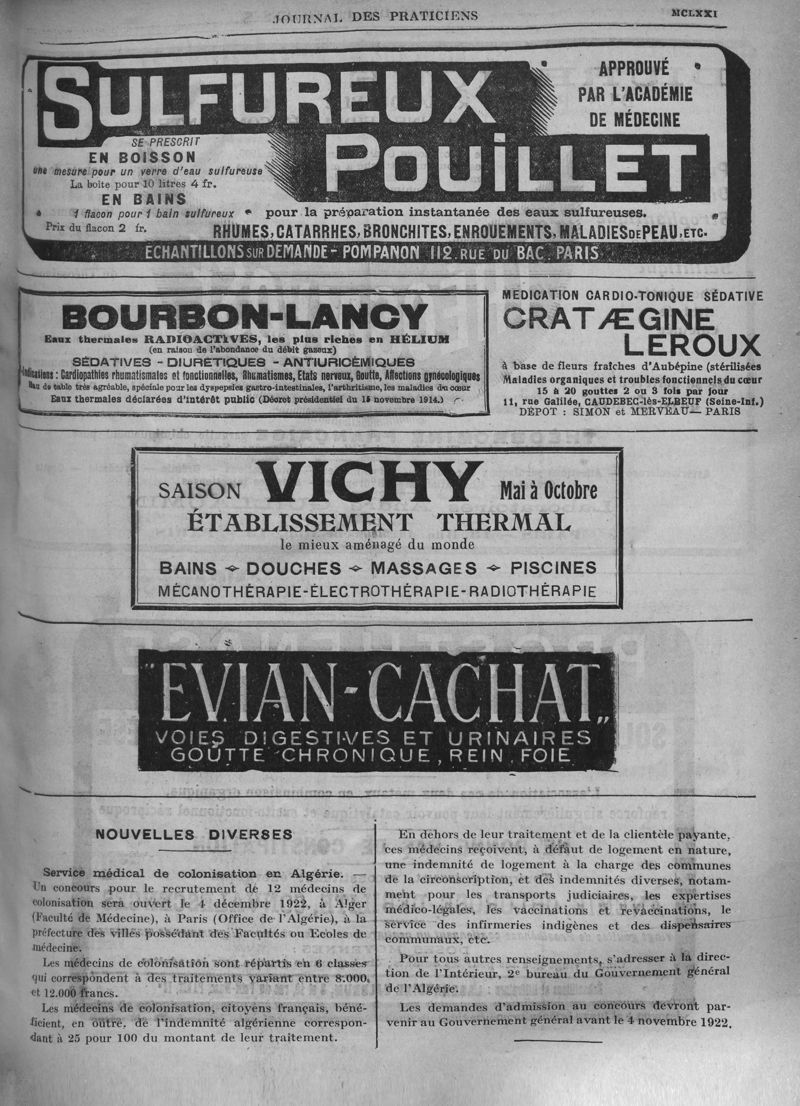 JOURNAL DES PRATICIENS
MCLXXI
SULFUREUX
POUILLET
APPROUVÉ
PAR L'ACADÉMIE
DE MÉDECINE
SE PRESCRIT
EN BOISSON
une mesure pour un verre d'eau sulfureuse
La boîte pour 10 litres 4 fr.
EN BAINS
1 flacon pour 1 bain sulfureux
Prix du flacon 2 fr.
pour la préparation instantanée des eaux sulfureuses.
RHUMES, CATARRHES, BRONCHITES, ENROUEMENTS, MALADIES DE PEAU, ETC.
ÉCHANTILLONS SUR DEMANDE - POMPANON 112. RUE DU BAC. PARIS
BOURBON-LANCY
Eaux thermales RADIOACTIVES, les plus riches en HÉLIUM
(en raison de l'abondance du débit gazeux)
SÉDATIVES - DIURÉTIQUES - ANTIURICÉMIQUES
Indications : Cardiopathies rhumatismales et fonctionnelles, Rhumatismes, États nerveux, Goutte, Affections gynécologiques
Eau de table très agréable, spéciale pour les dyspepsies gastro-intestinales, l'arthritisme, les maladies du cœur
Eaux thermales déclarées d'intérêt public (Décret présidentiel du 15 novembre 1914.)
MÉDICATION CARDIO-TONIQUE SÉDATIVE
CRATÆGINE
LEROUX
à base de fleurs fraîches d'Aubépine (stérilisées
Maladies organiques et troubles fonctionnels du cœur
15 à 20 gouttes 2 ou 3 fois par jour
11, rue Galilée, CAUDEBEC-lès-ELBEUF (Seine-Inf.)
DÉPOT : SIMON et MERVEAU — PARIS
SAISON VICHY Mai à Octobre
ÉTABLISSEMENT THERMAL
le mieux aménagé du monde
BAINS DOUCHES MASSAGES PISCINES
MÉCANOTHÉRAPIE-ÉLECTROTHÉRAPIE-RADIOTHÉRAPIE
"EVIAN-CACHAT„
VOIES DIGESTIVES ET URINAIRES
GOUTTE CHRONIQUE, REIN, FOIE
NOUVELLES DIVERSES
Service médical de colonisation en Algérie. —
Un concours pour le recrutement de 12 médecins de
colonisation sera ouvert le 4 décembre 1922, à Alger
(Faculté de Médecine), à Paris (Office de l'Algérie), à la
préfecture des villes possédant des Facultés ou Ecoles de
médecine.
Les médecins de colonisation sont répartis en 6 classes
qui correspondent à des traitements variant entre 8.000,
et 12.000 francs.
Les médecins de colonisation, citoyens français, béné-
ficient, en outre, de l'indemnité algérienne correspon-
dant à 25 pour 100 du montant de leur traitement.
En dehors de leur traitement et de la clientèle payante,
ces médecins reçoivent, à défaut de logement en nature,
une indemnité de logement à la charge des communes
de la circonscription, et des indemnités diverses, notam-
ment pour les transports judiciaires, les expertises
médico-légales, les vaccinations et revaccinations, le
service des infirmeries indigènes et des dispensaires
communaux, etc.
Pour tous autres renseignements, s'adresser à la direc-
tion de l'Intérieur, 2e bureau du Gouvernement général
de l'Algérie.
Les demandes d'admission au concours devront par-
venir au Gouvernement général avant le 4 novembre 1922.